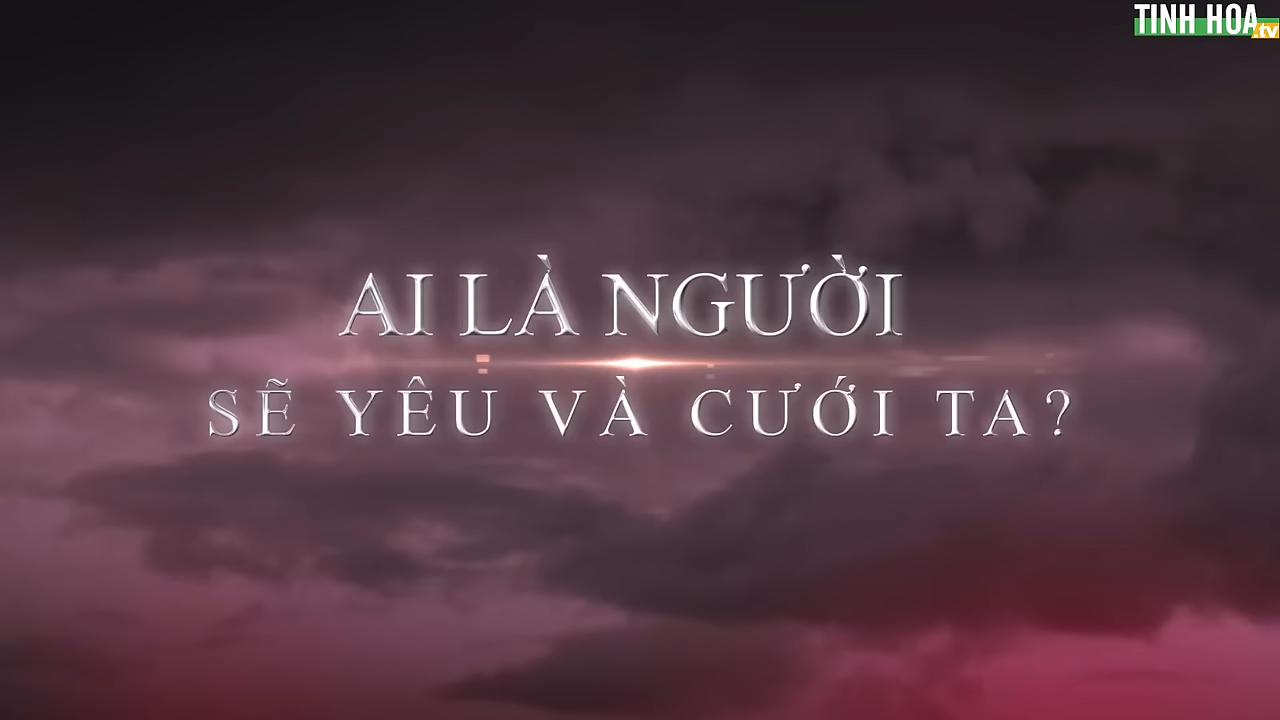 TINH HOA
.tv
AI LÀ NGƯỜI
SẼ YÊU VÀ CƯỚI TA?